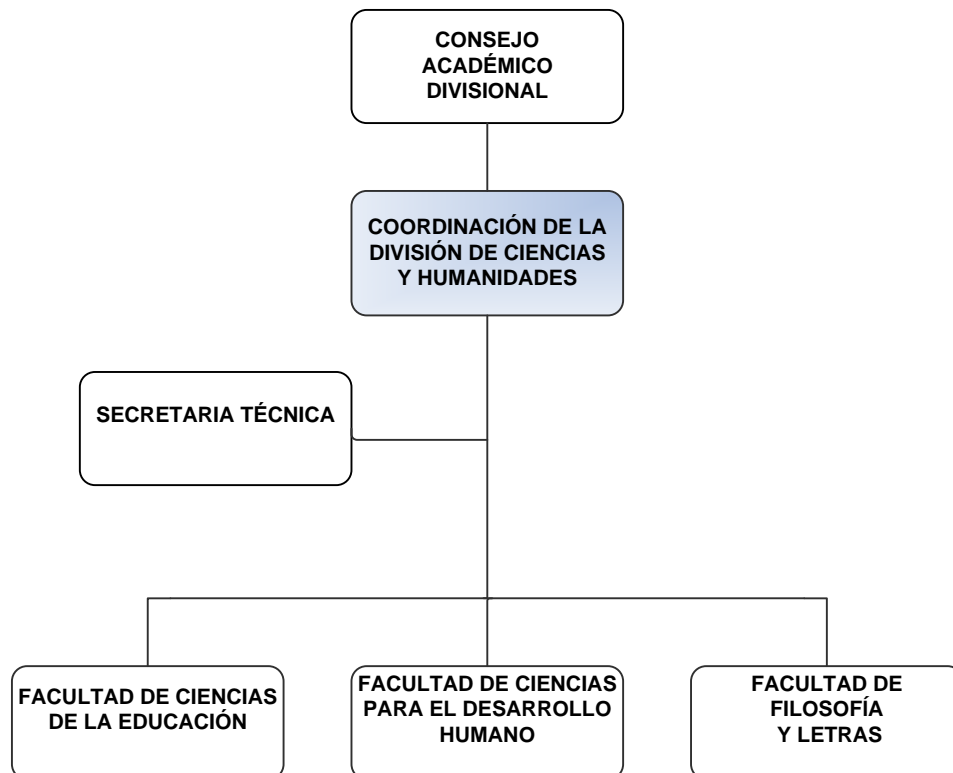 CONSEJO
ACADÉMICO
DIVISIONAL
COORDINACIÓN DE LA
DIVISIÓN DE CIENCIAS
Y HUMANIDADES
SECRETARIA TÉCNICA
FACULTAD DE CIENCIAS
DE LA EDUCACIÓN
FACULTAD DE CIENCIAS
PARA EL DESARROLLO
HUMANO
FACULTAD DE
FILOSOFÍA
Y LETRAS